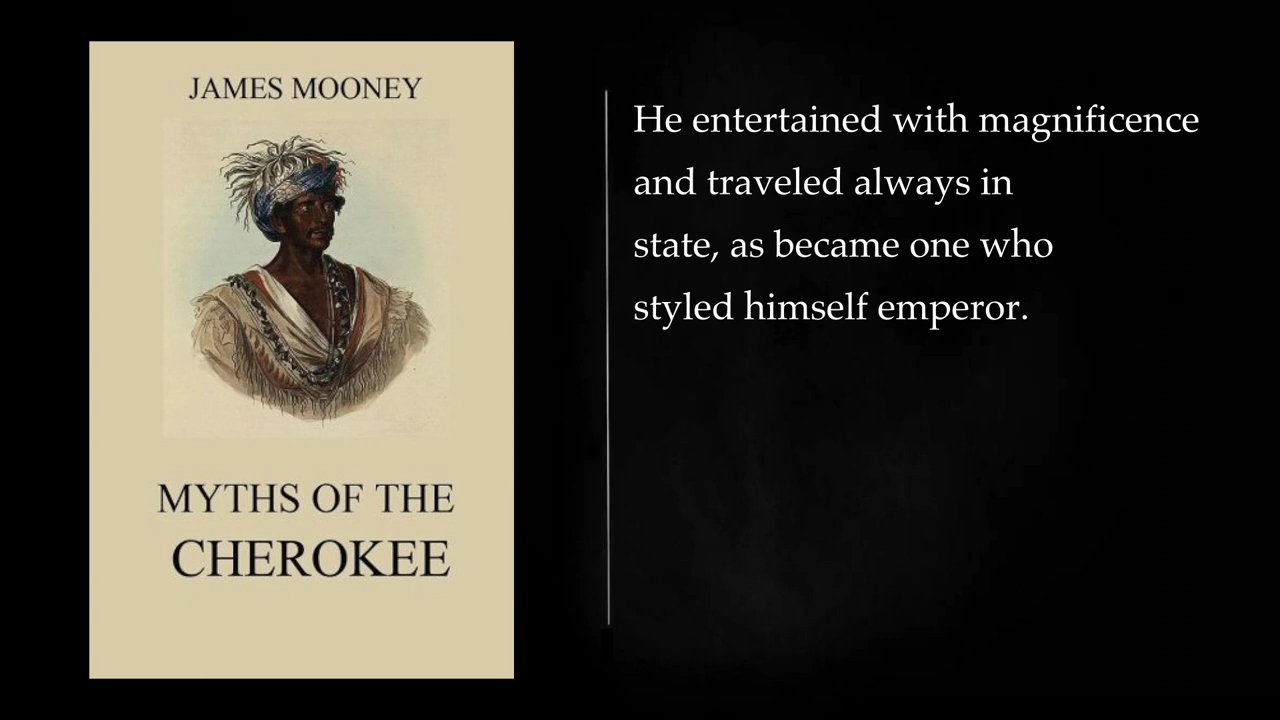 JAMES MOONEY
MYTHS OF THE
CHEROKEE
He entertained with magnificence
and traveled always in
state, as became one who
styled himself emperor.